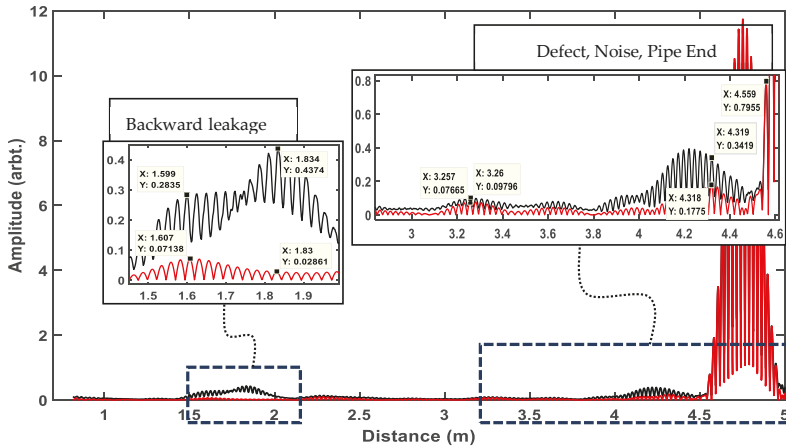 12
10
8
6
4
2
0
Amplitude (arbt.)
1
1.5
2
2.5
3
3.5
4
4.5
5
Distance (m)
Backward leakage
0.4
0.3
0.2
0.1
0
1.5
1.6
1.7
1.8
1.9
X: 1.599
Y: 0.2835
X: 1.834
Y: 0.4374
X: 1.607
Y: 0.07138
X: 1.83
Y: 0.02861
Defect, Noise, Pipe End
0.8
0.6
0.4
0.2
0
3
3.2
3.4
3.6
3.8
4
4.2
4.4
4.6
X: 3.257
Y: 0.07665
X: 3.26
Y: 0.09796
X: 4.559
Y: 0.7955
X: 4.319
Y: 0.3419
X: 4.318
Y: 0.1775